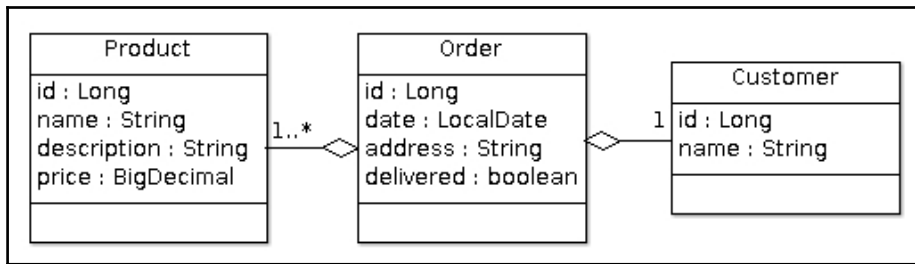 Product
id : Long
name : String
description : String
price : BigDecimal
1..*
Order
id : Long
date : LocalDate
address : String
delivered : boolean
1
Customer
id : Long
name : String